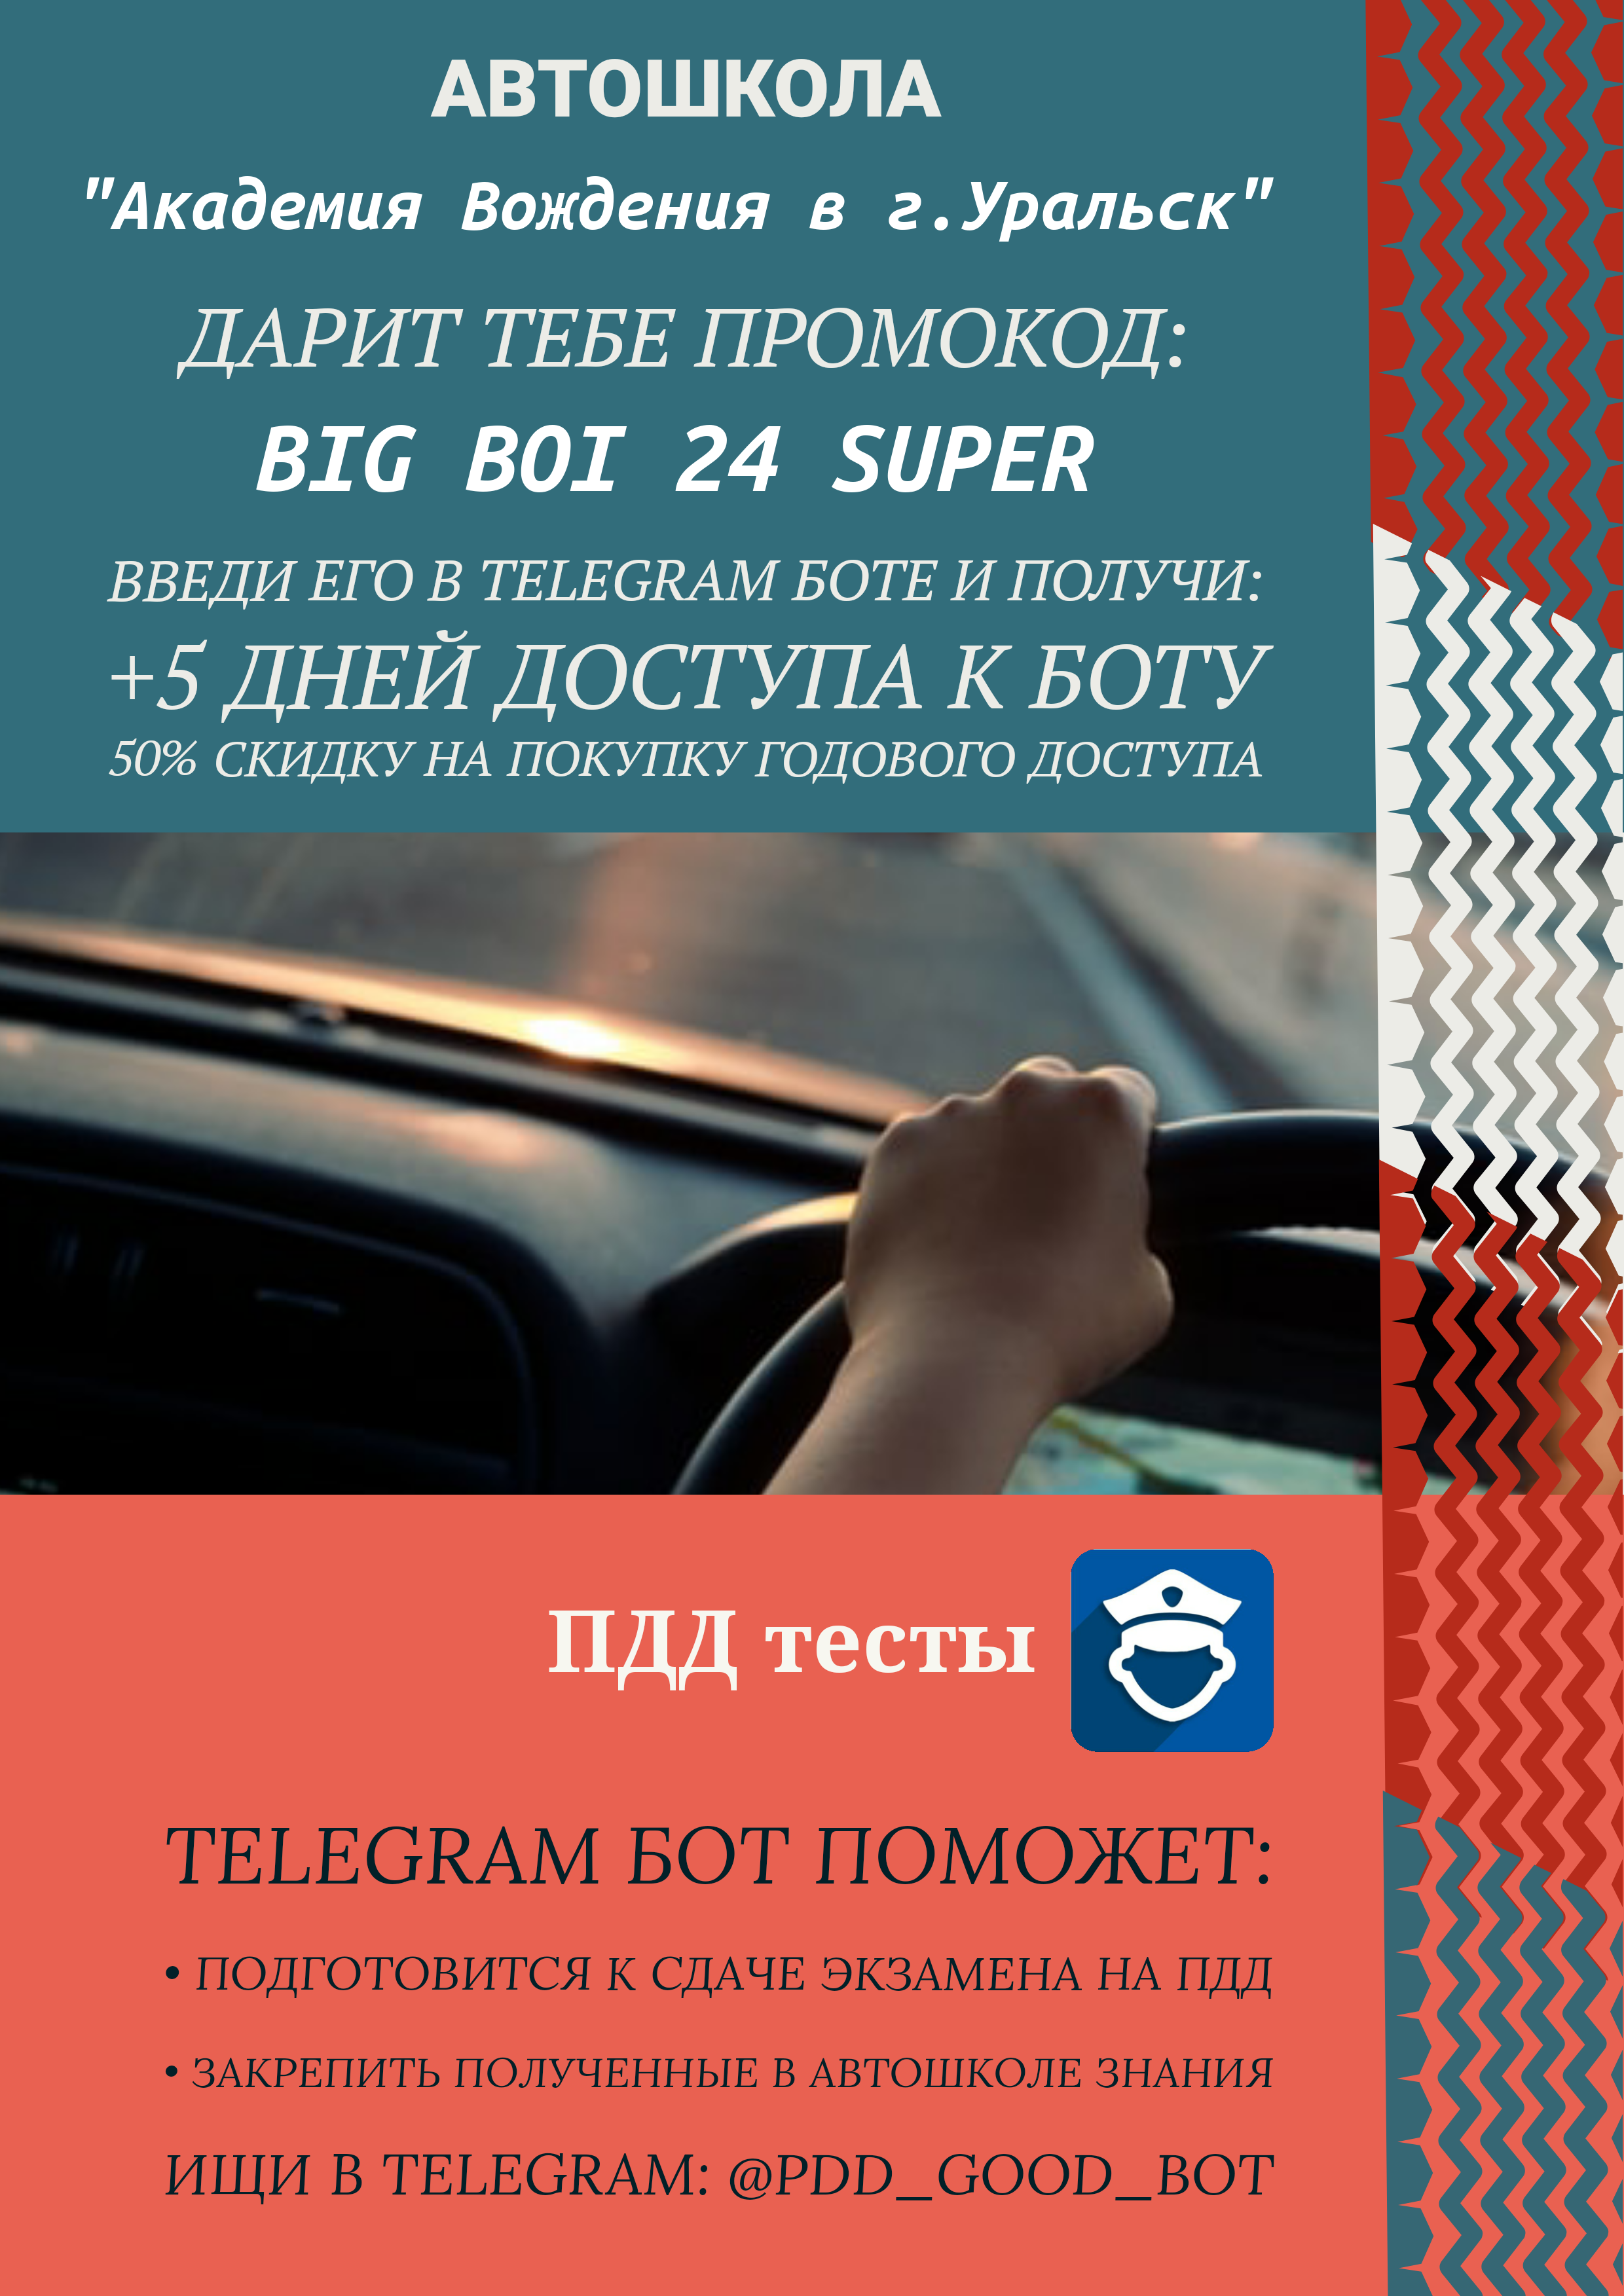 АВТОШКОЛА
"Академия Вождения в г.Уральск"
ДАРИТ ТЕБЕ ПРОМОКОД:
BIG BOI 24 SUPER
ВВЕДИ ЕГО В TELEGRAM БОТЕ И ПОЛУЧИ:
+5 ДНЕЙ ДОСТУПА К БОТУ
50% СКИДКУ НА ПОКУПКУ ГОДОВОГО ДОСТУПА
ПДД тесты
TELEGRAM БОТ ПОМОЖЕТ:
• ПОДГОТОВИТСЯ К СДАЧЕ ЭКЗАМЕНА НА ПДД
• ЗАКРЕПИТЬ ПОЛУЧЕННЫЕ В АВТОШКОЛЕ ЗНАНИЯ
ИЩИ В TELEGRAM: @PDD_GOOD_BOT